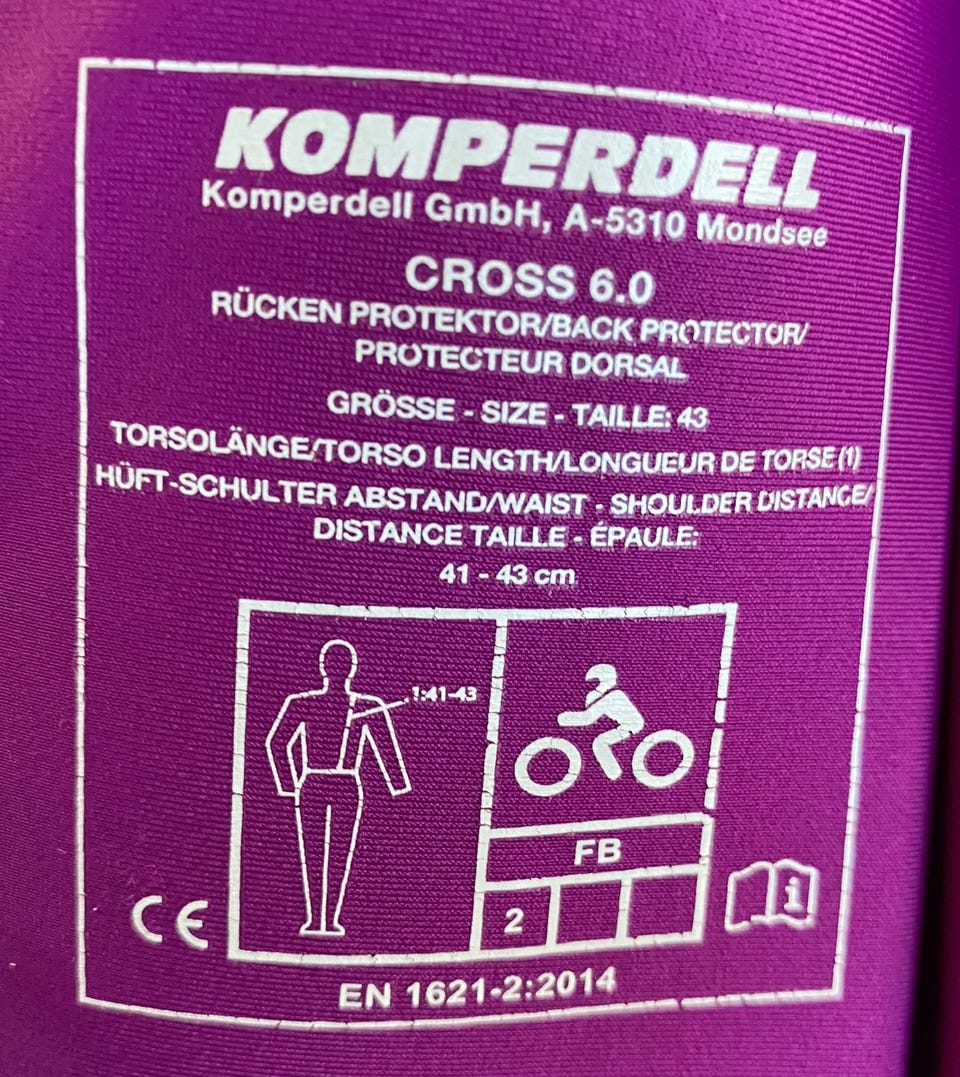 KOMPERDELL
Komperdell GmbH, A-5310 Mondsee
CROSS 6.0
RÜCKEN PROTEKTOR/BACK PROTECTOR/
PROTECTEUR DORSAL
GRÖSSE - SIZE - TAILLE: 43
TORSOLÄNGE/TORSO LENGTH/LONGUEUR DE TORSE (1)
HÜFT-SCHULTER ABSTAND/WAIST - SHOULDER DISTANCE/
DISTANCE TAILLE - ÉPAULE:
41 - 43 cm
1:41-43
FB
2
i
CE
EN 1621-2:2014